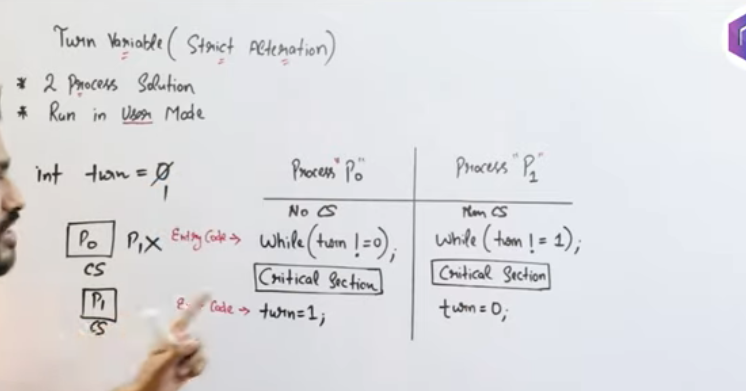 Turn Variable ( Strict Alteration)
* 2 Process Solution
* Run in User Mode
int turn = 0
1
P0 P1 X
CS
P1
CS
Process "P0" Process "P1"
No CS Non CS
Entry Code → While(turn != 0); While(turn != 1);
Critical Section Critical Section
Code → turn=1; turn=0;